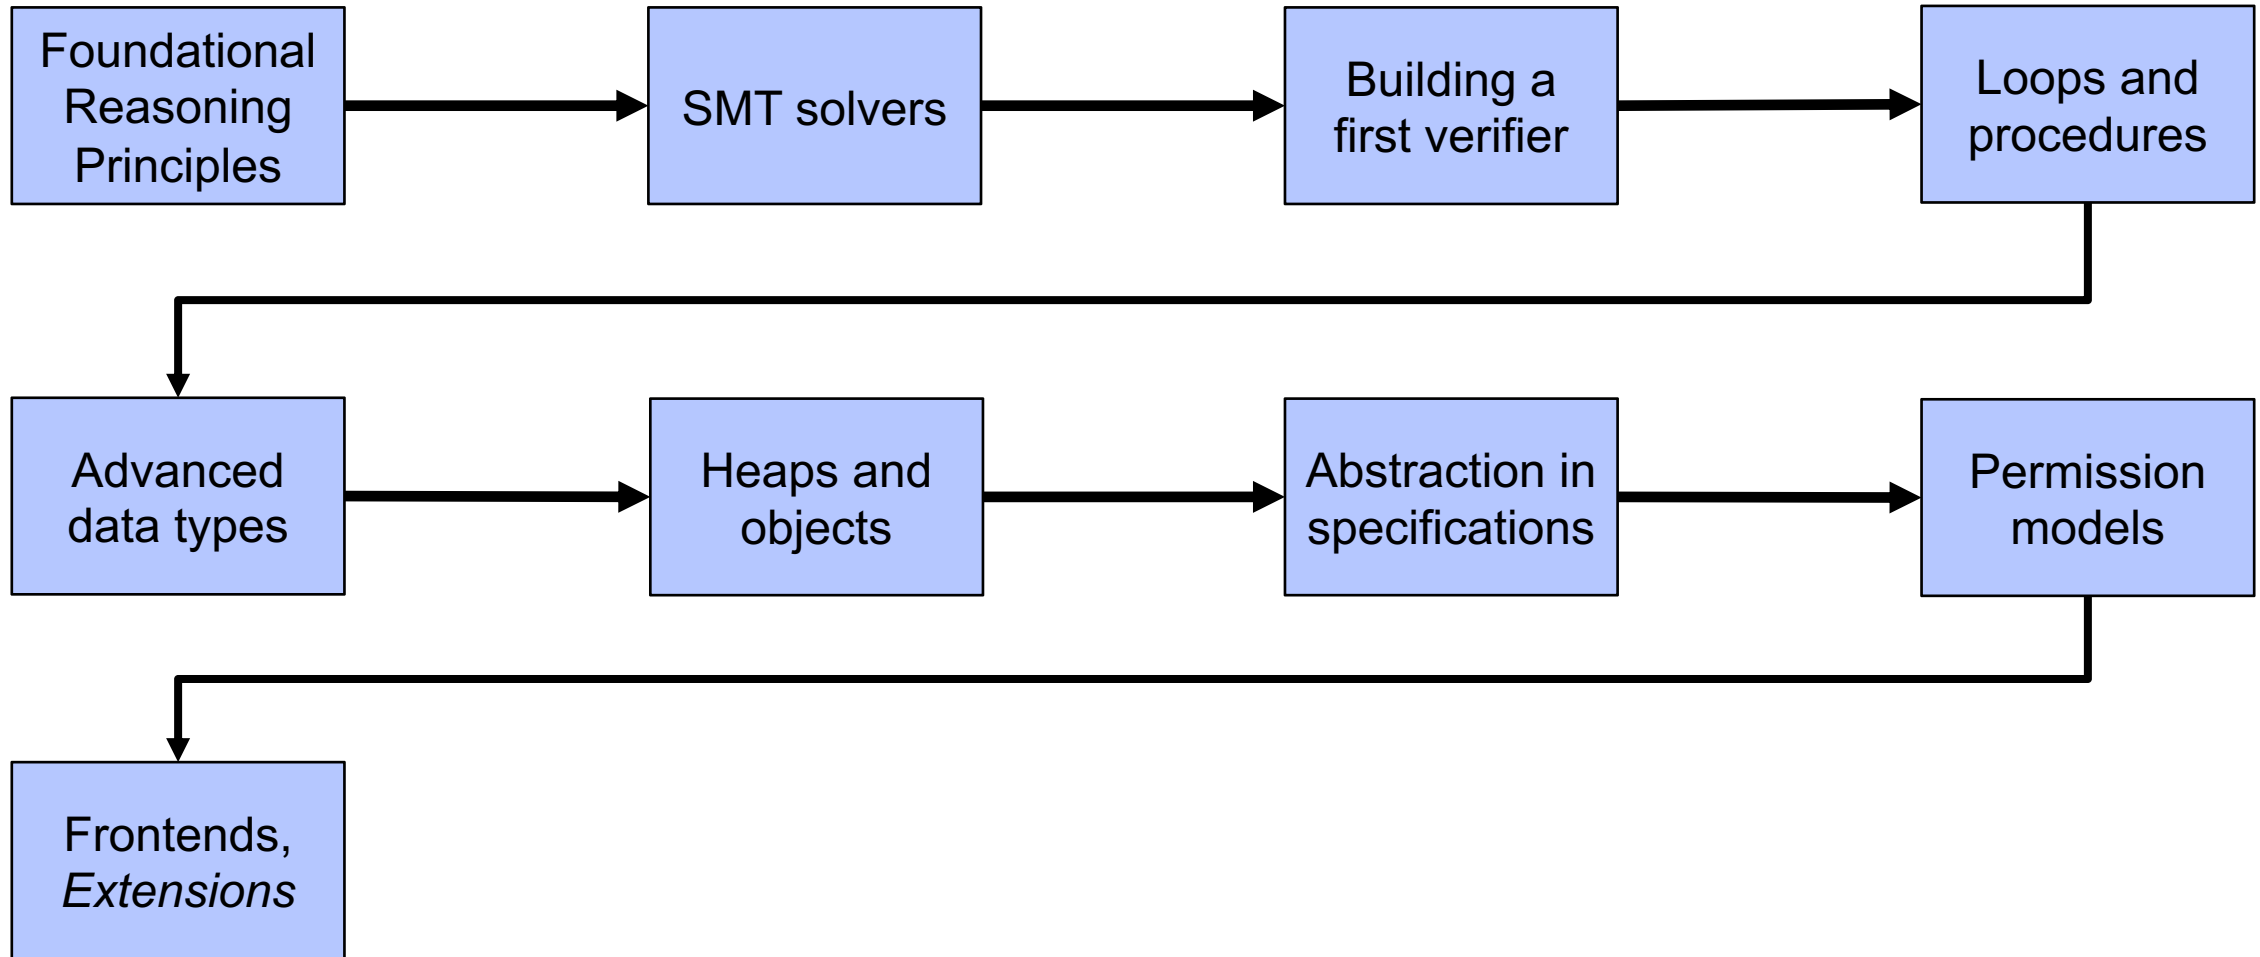 Foundational
Reasoning
Principles
SMT solvers
Building a
first verifier
Loops and
procedures
Advanced
data types
Heaps and
objects
Abstraction in
specifications
Permission
models
Frontends,
Extensions